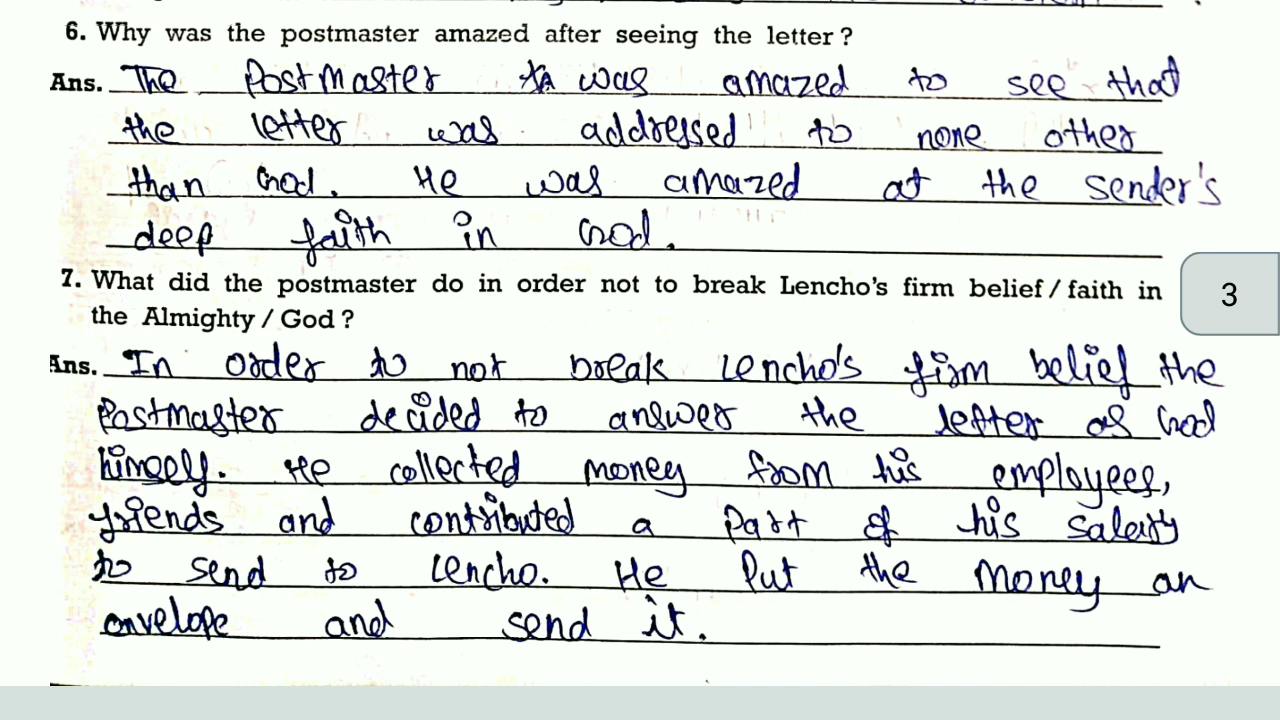 6. Why was the postmaster amazed after seeing the letter?
Ans. The Postmaster was amazed to see that
the letter was addressed to none other
than God. He was amazed at the sender's
deep faith in God.
7. What did the postmaster do in order not to break Lencho's firm belief / faith in
the Almighty / God?
Ans. In order to not break Lencho's firm belief the
Postmaster decided to answer the letter as God
himself. He collected money from his employees,
friends and contributed a part of his salary
to send to Lencho. He Put the Money an
envelope and send it.
3